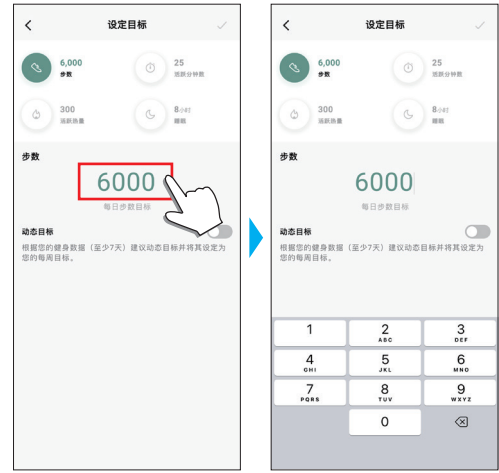 设定目标
6,000
步数
25
活跃分钟数
300
活跃热量
8小时
睡眠
步数
6000
每日步数目标
动态目标
根据您的健身数据（至少7天）建议动态目标并将其设定为
您的每周目标。
设定目标
6,000
步数
25
活跃分钟数
300
活跃热量
8小时
睡眠
步数
6000
每日步数目标
动态目标
根据您的健身数据（至少7天）建议动态目标并将其设定为
您的每周目标。
1 2 3
ABC DEF
4 5 6
GHI JKL MNO
7 8 9
PQRS TUV WXYZ
0